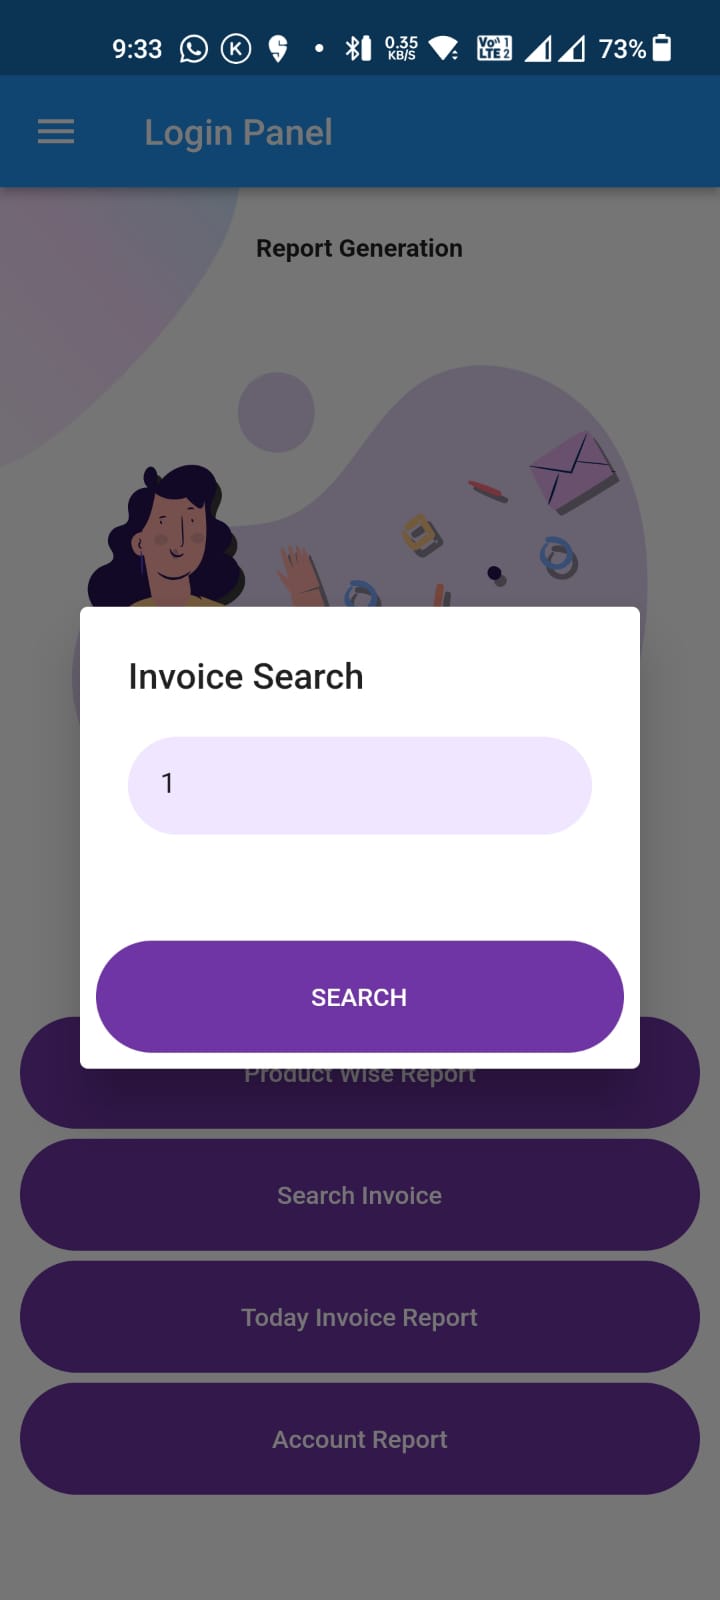 9:33 K 0.35 KB/S Vo)) 1 LTE 2 73%
Login Panel
Report Generation
Invoice Search
1
SEARCH
Product Wise Report
Search Invoice
Today Invoice Report
Account Report